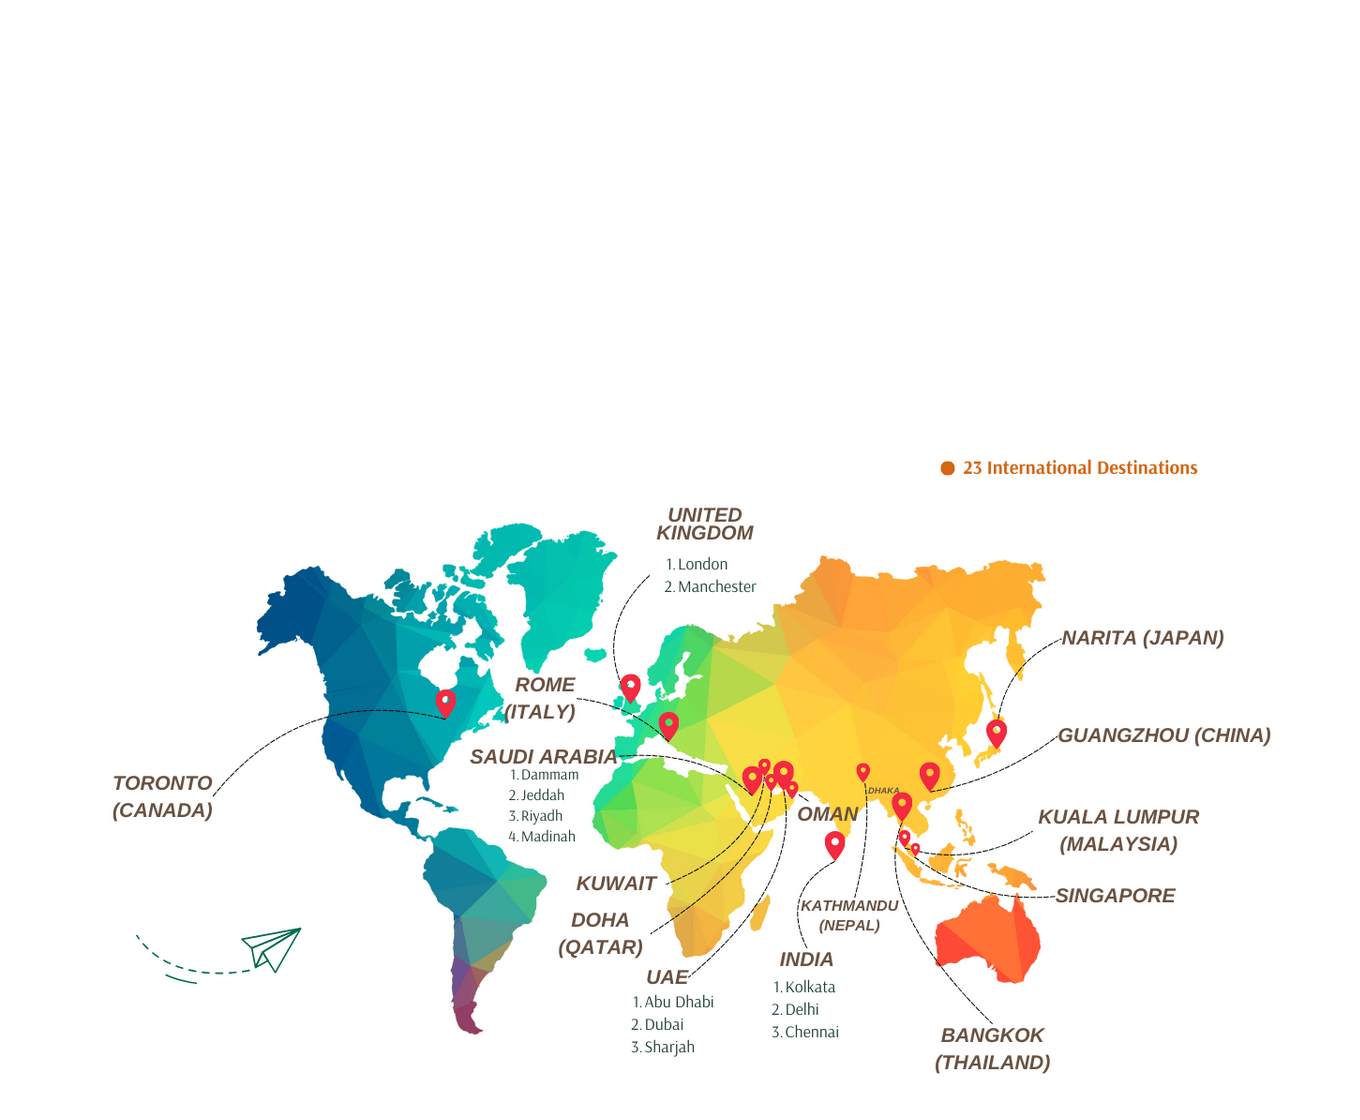 23 International Destinations
UNITED
KINGDOM
1. London
2. Manchester
NARITA (JAPAN)
ROME
(ITALY)
GUANGZHOU (CHINA)
SAUDI ARABIA
1. Dammam
2. Jeddah
3. Riyadh
4. Madinah
TORONTO
(CANADA)
DHAKA
OMAN
KUALA LUMPUR
(MALAYSIA)
KUWAIT
SINGAPORE
KATHMANDU
(NEPAL)
DOHA
(QATAR)
INDIA
1. Kolkata
2. Delhi
3. Chennai
UAE
1. Abu Dhabi
2. Dubai
3. Sharjah
BANGKOK
(THAILAND)